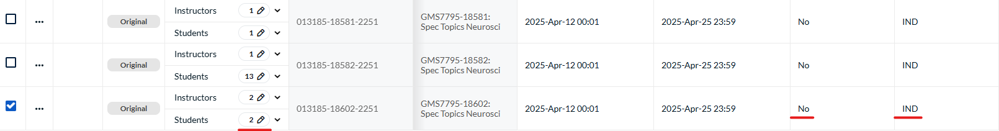 Original
Instructors 1
Students 1
013185-18581-2251
GMS7795-18581:
Spec Topics Neurosci
2025-Apr-12 00:01
2025-Apr-25 23:59
No
IND
Original
Instructors 1
Students 13
013185-18582-2251
GMS7795-18582:
Spec Topics Neurosci
2025-Apr-12 00:01
2025-Apr-25 23:59
No
IND
Original
Instructors 2
Students 2
013185-18602-2251
GMS7795-18602:
Spec Topics Neurosci
2025-Apr-12 00:01
2025-Apr-25 23:59
No
IND